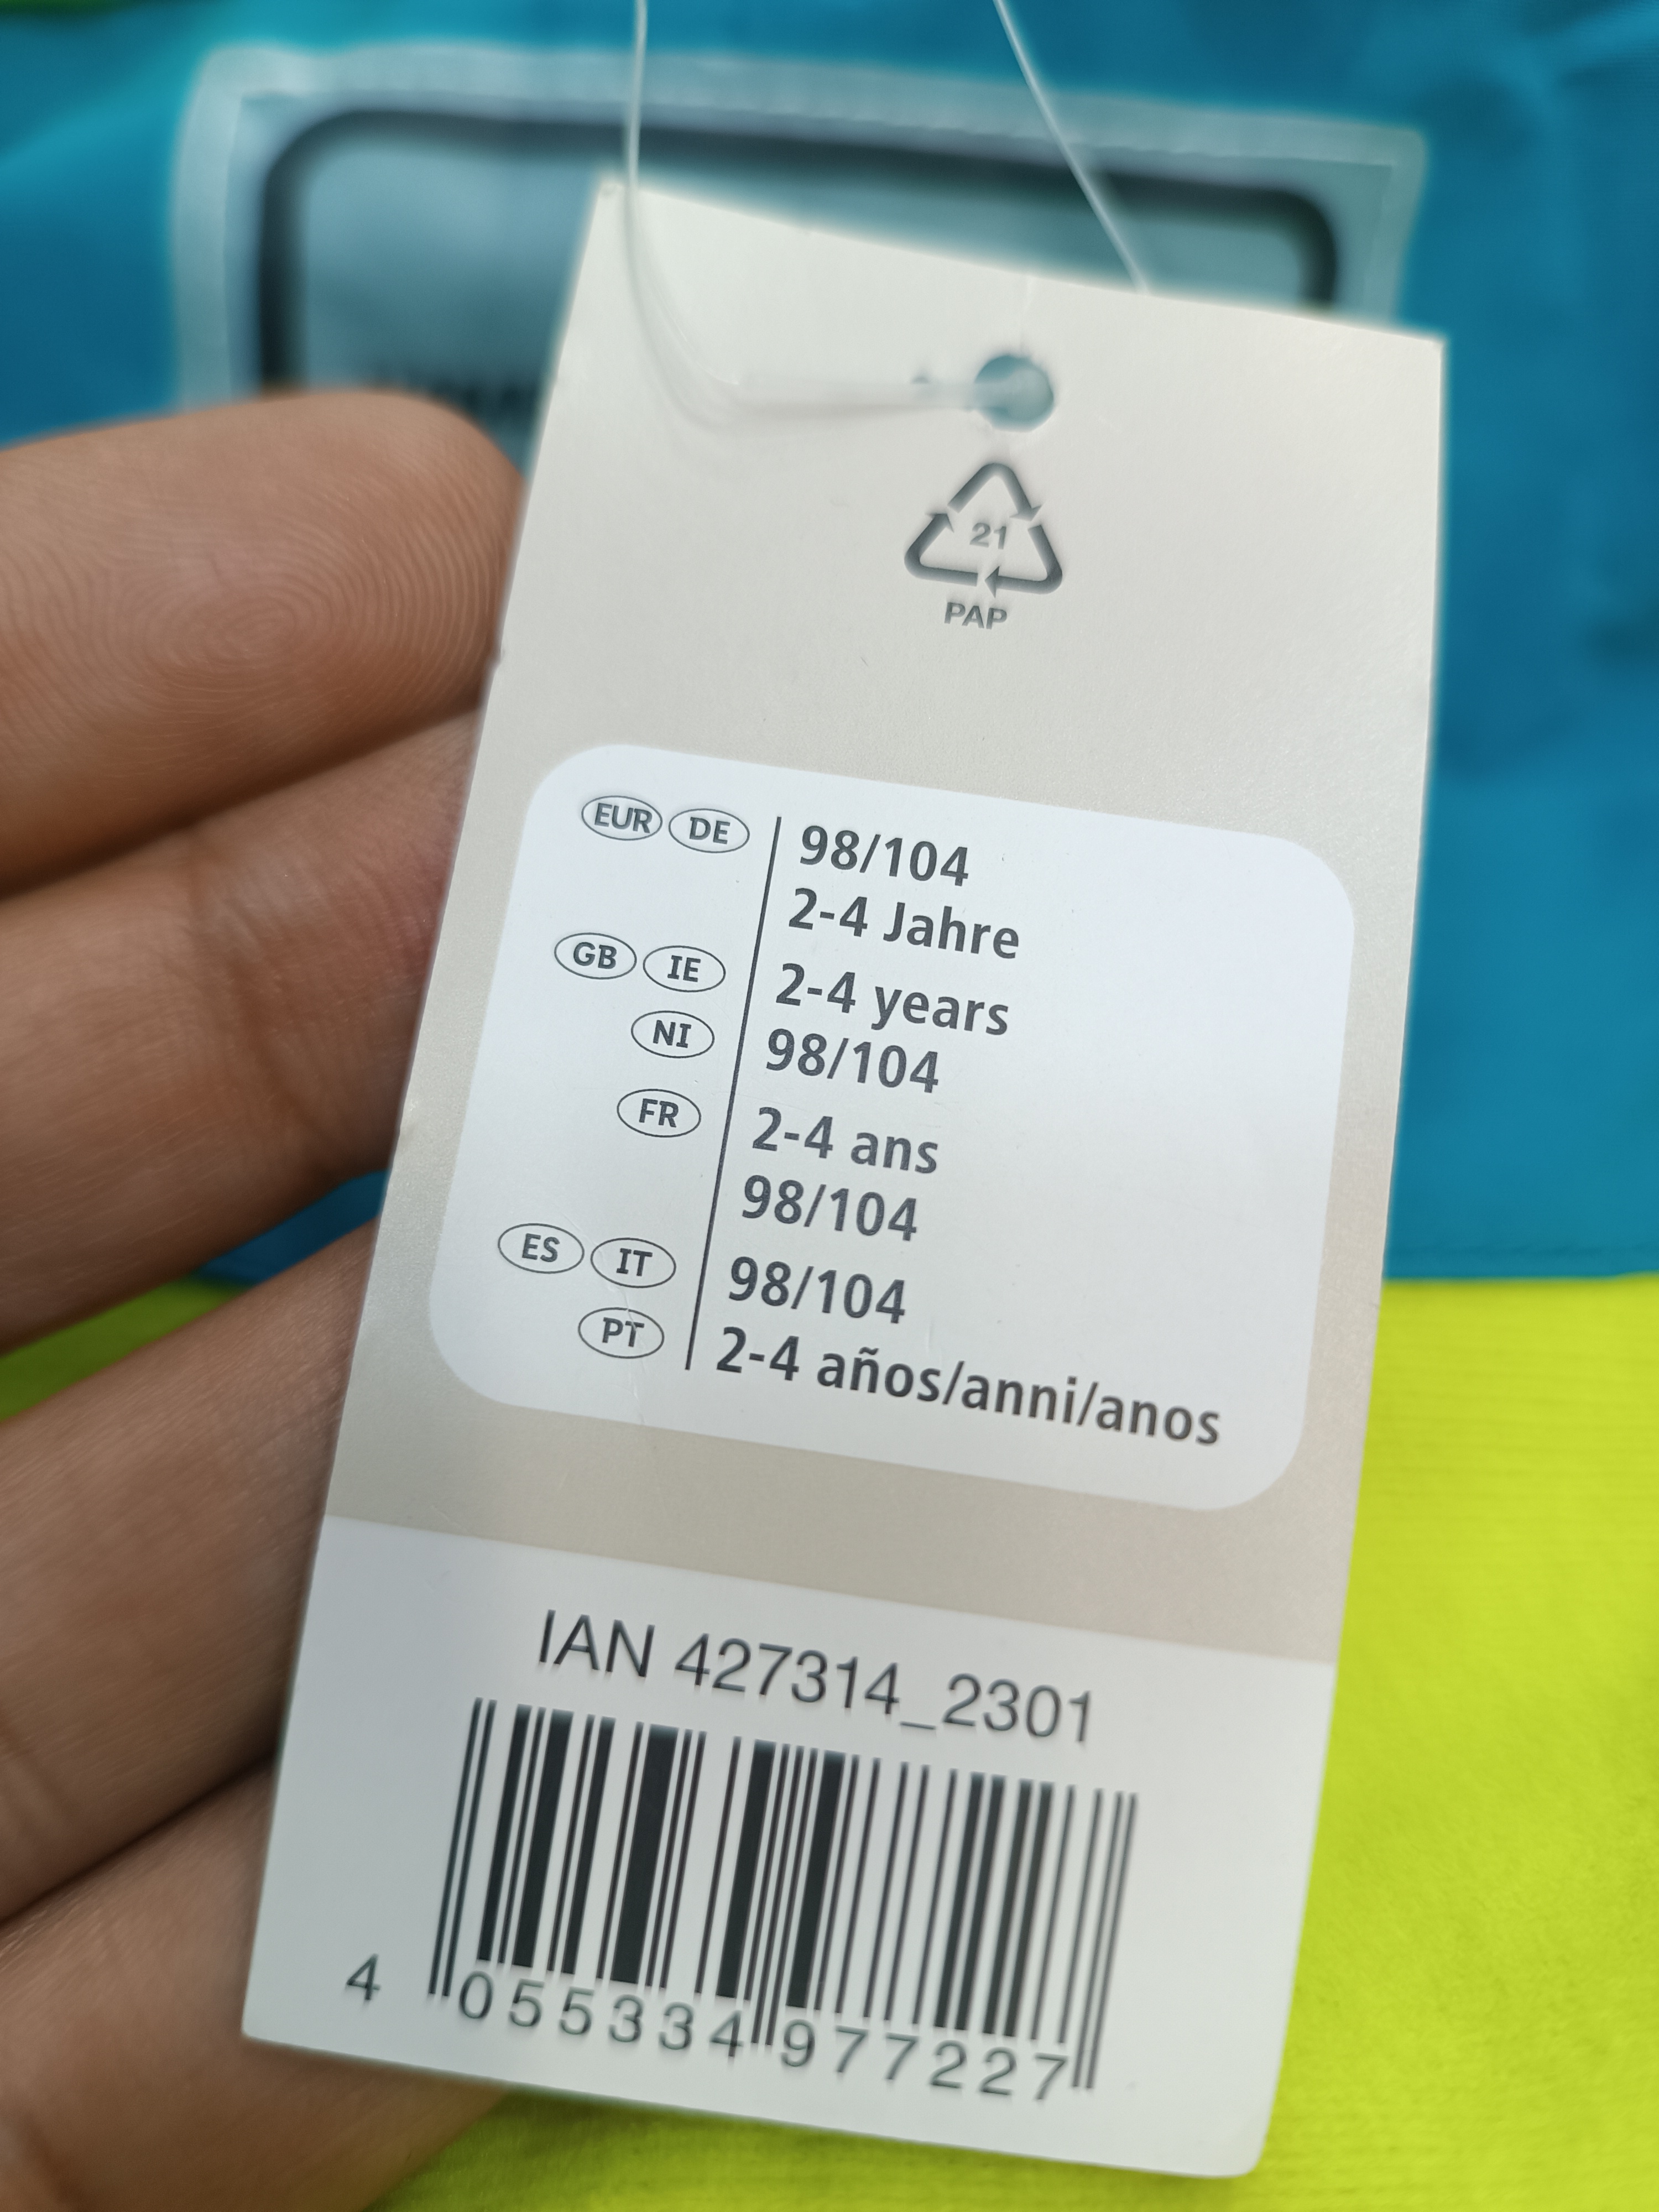 21
PAP
EUR DE 98/104
2-4 Jahre
GB IE 2-4 years
NI 98/104
FR 2-4 ans
98/104
ES IT 98/104
PT 2-4 años/anni/anos
IAN 427314_2301
4 055334 977227